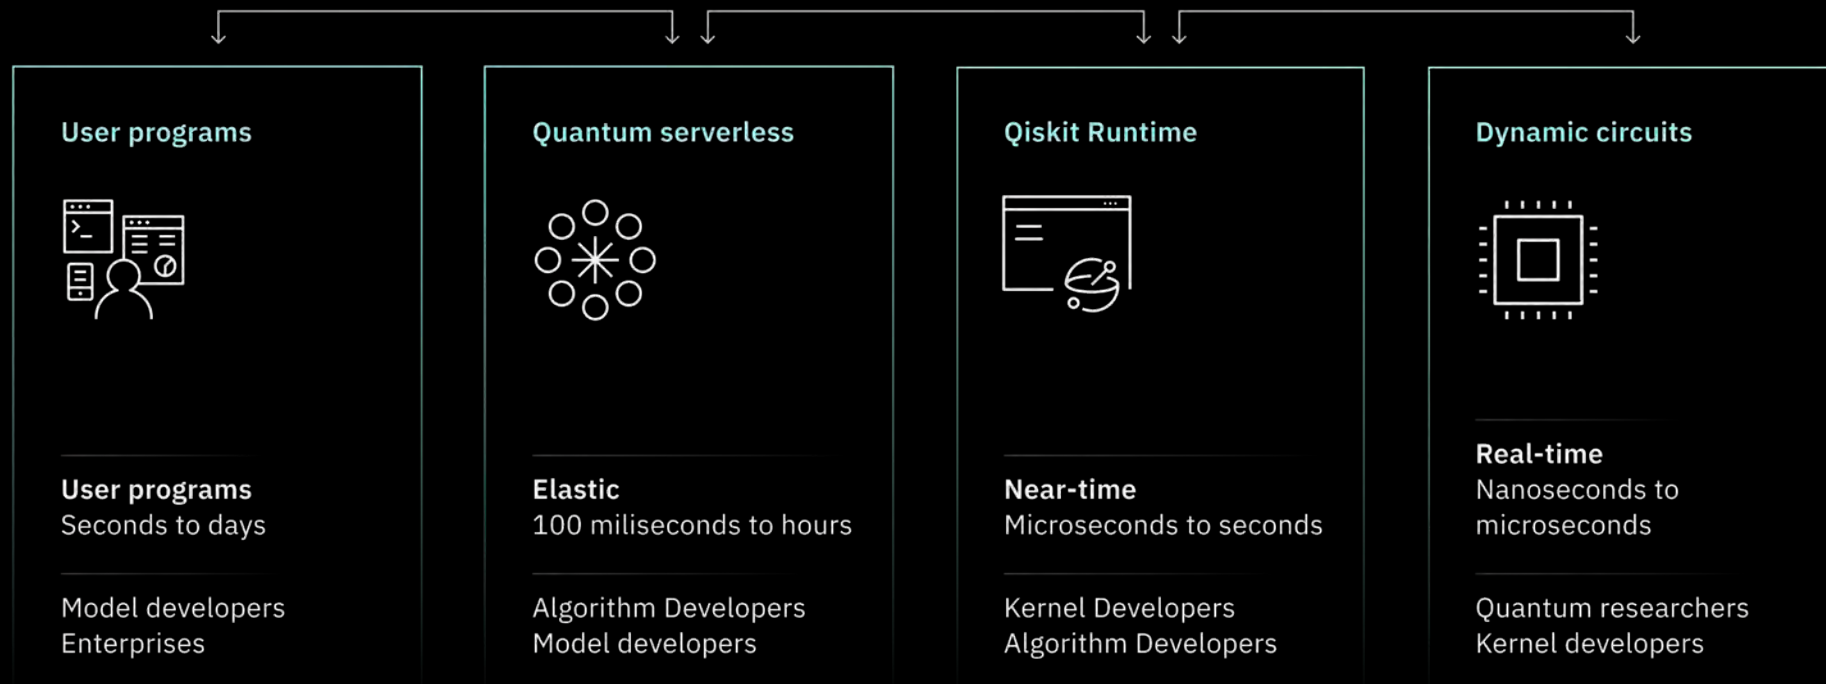 User programs
Quantum serverless
Qiskit Runtime
Dynamic circuits
User programs
Seconds to days
Elastic
100 miliseconds to hours
Near-time
Microseconds to seconds
Real-time
Nanoseconds to
microseconds
Model developers
Enterprises
Algorithm Developers
Model developers
Kernel Developers
Algorithm Developers
Quantum researchers
Kernel developers